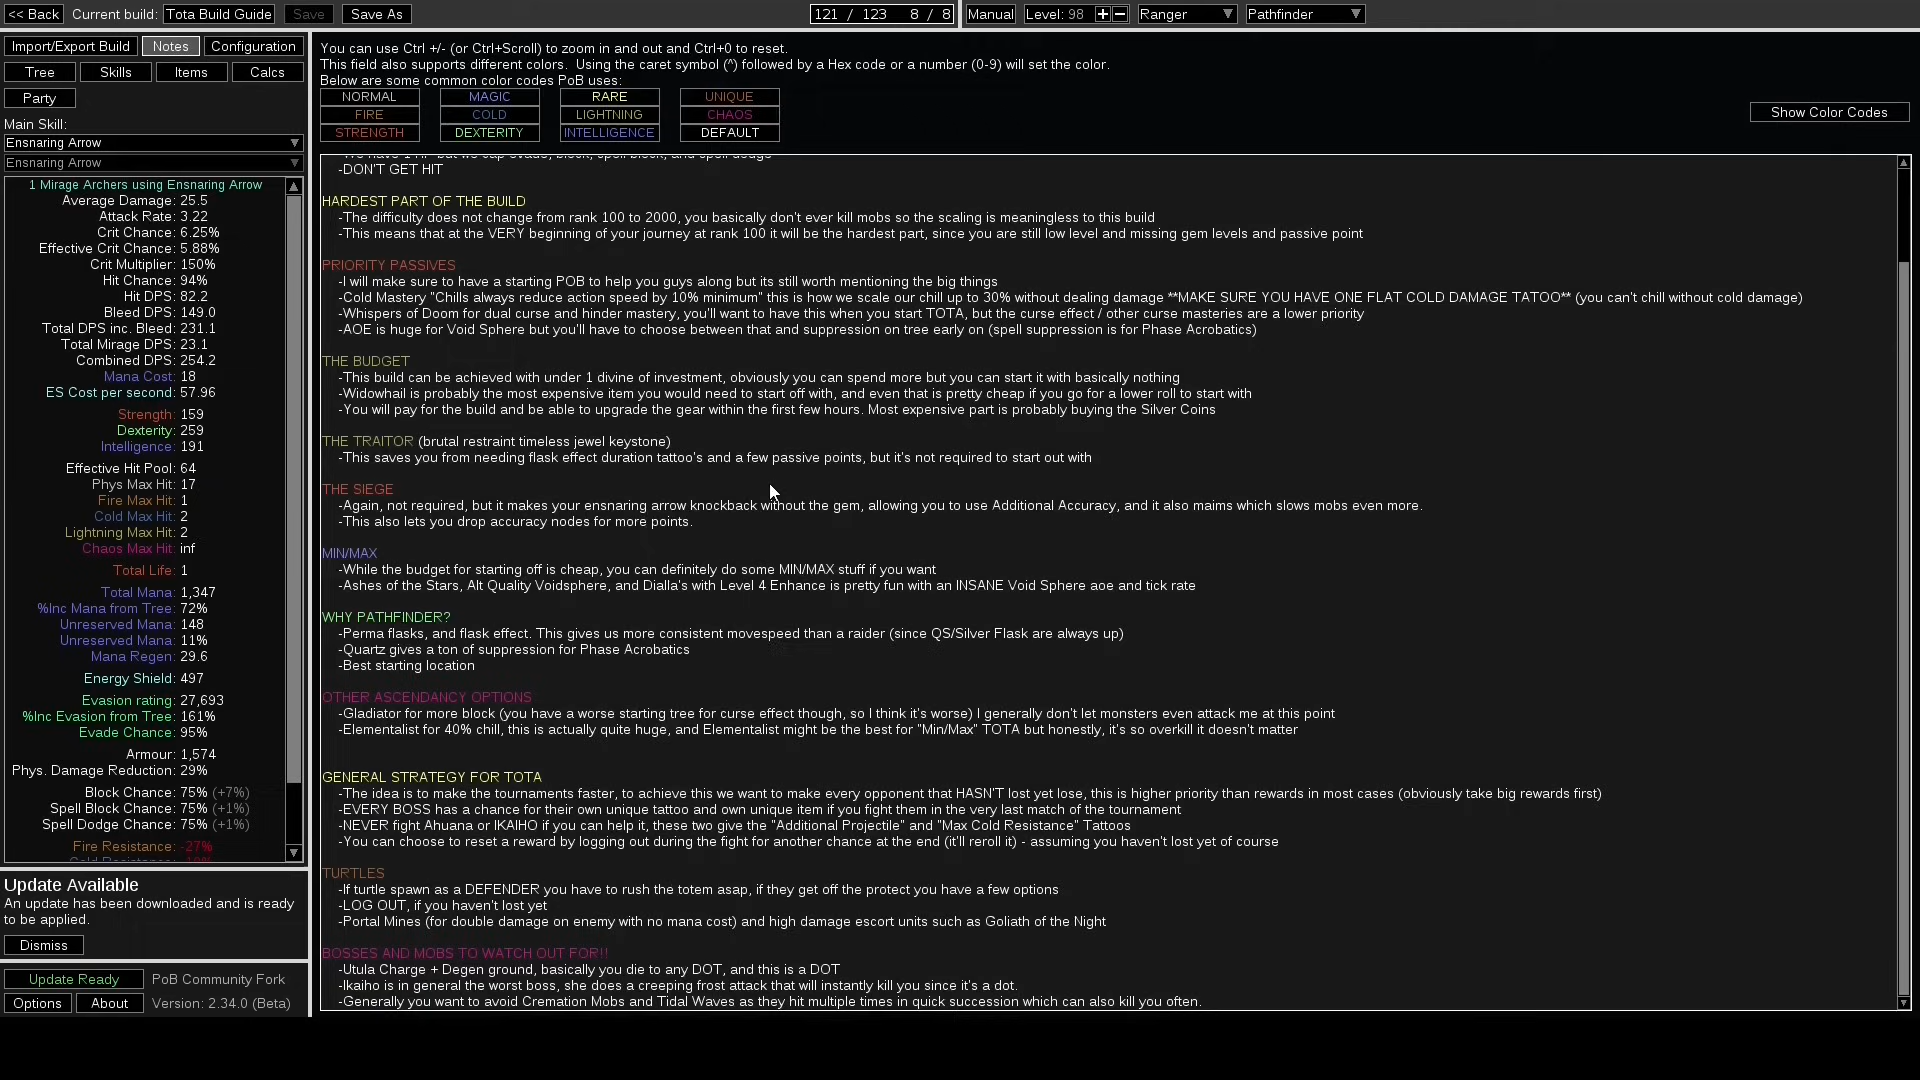 << Back Current build: Tota Build Guide Save Save As 121 / 123 8 / 8 Manual Level: 98 + − Ranger Pathfinder
Import/Export Build Notes Configuration
Tree Skills Items Calcs
Party
Main Skill:
Ensnaring Arrow
Ensnaring Arrow
1 Mirage Archers using Ensnaring Arrow
Average Damage: 25.5
Attack Rate: 3.22
Crit Chance: 6.25%
Effective Crit Chance: 5.88%
Crit Multiplier: 150%
Hit Chance: 94%
Hit DPS: 82.2
Bleed DPS: 149.0
Total DPS inc. Bleed: 231.1
Total Mirage DPS: 23.1
Combined DPS: 254.2
Mana Cost: 18
ES Cost per second: 57.96
Strength: 159
Dexterity: 259
Intelligence: 191
Effective Hit Pool: 64
Phys Max Hit: 17
Fire Max Hit: 1
Cold Max Hit: 2
Lightning Max Hit: 2
Chaos Max Hit: inf
Total Life: 1
Total Mana: 1,347
%Inc Mana from Tree: 72%
Unreserved Mana: 148
Unreserved Mana: 11%
Mana Regen: 29.6
Energy Shield: 497
Evasion rating: 27,693
%Inc Evasion from Tree: 161%
Evade Chance: 95%
Armour: 1,574
Phys. Damage Reduction: 29%
Block Chance: 75% (+7%)
Spell Block Chance: 75% (+1%)
Spell Dodge Chance: 75% (+1%)
Fire Resistance: -27%
Update Available
An update has been downloaded and is ready
to be applied.
Dismiss
Update Ready PoB Community Fork
Options About Version: 2.34.0 (Beta)
You can use Ctrl +/- (or Ctrl+Scroll) to zoom in and out and Ctrl+0 to reset.
This field also supports different colors. Using the caret symbol (^) followed by a Hex code or a number (0-9) will set the color.
Below are some common color codes PoB uses:
NORMAL MAGIC RARE UNIQUE
FIRE COLD LIGHTNING CHAOS
STRENGTH DEXTERITY INTELLIGENCE DEFAULT
Show Color Codes
-DON'T GET HIT
HARDEST PART OF THE BUILD
-The difficulty does not change from rank 100 to 2000, you basically don't ever kill mobs so the scaling is meaningless to this build
-This means that at the VERY beginning of your journey at rank 100 it will be the hardest part, since you are still low level and missing gem levels and passive point
PRIORITY PASSIVES
-I will make sure to have a starting POB to help you guys along but its still worth mentioning the big things
-Cold Mastery "Chills always reduce action speed by 10% minimum" this is how we scale our chill up to 30% without dealing damage **MAKE SURE YOU HAVE ONE FLAT COLD DAMAGE TATOO** (you can't chill without cold damage)
-Whispers of Doom for dual curse and hinder mastery, you'll want to have this when you start TOTA, but the curse effect / other curse masteries are a lower priority
-AOE is huge for Void Sphere but you'll have to choose between that and suppression on tree early on (spell suppression is for Phase Acrobatics)
THE BUDGET
-This build can be achieved with under 1 divine of investment, obviously you can spend more but you can start it with basically nothing
-Widowhail is probably the most expensive item you would need to start off with, and even that is pretty cheap if you go for a lower roll to start with
-You will pay for the build and be able to upgrade the gear within the first few hours. Most expensive part is probably buying the Silver Coins
THE TRAITOR (brutal restraint timeless jewel keystone)
-This saves you from needing flask effect duration tattoo's and a few passive points, but it's not required to start out with
THE SIEGE
-Again, not required, but it makes your ensnaring arrow knockback without the gem, allowing you to use Additional Accuracy, and it also maims which slows mobs even more.
-This also lets you drop accuracy nodes for more points.
MIN/MAX
-While the budget for starting off is cheap, you can definitely do some MIN/MAX stuff if you want
-Ashes of the Stars, Alt Quality Voidsphere, and Dialla's with Level 4 Enhance is pretty fun with an INSANE Void Sphere aoe and tick rate
WHY PATHFINDER?
-Perma flasks, and flask effect. This gives us more consistent movespeed than a raider (since QS/Silver Flask are always up)
-Quartz gives a ton of suppression for Phase Acrobatics
-Best starting location
OTHER ASCENDANCY OPTIONS
-Gladiator for more block (you have a worse starting tree for curse effect though, so I think it's worse) I generally don't let monsters even attack me at this point
-Elementalist for 40% chill, this is actually quite huge, and Elementalist might be the best for "Min/Max" TOTA but honestly, it's so overkill it doesn't matter
GENERAL STRATEGY FOR TOTA
-The idea is to make the tournaments faster, to achieve this we want to make every opponent that HASN'T lost yet lose, this is higher priority than rewards in most cases (obviously take big rewards first)
-EVERY BOSS has a chance for their own unique tattoo and own unique item if you fight them in the very last match of the tournament
-NEVER fight Ahuana or IKAIHO if you can help it, these two give the "Additional Projectile" and "Max Cold Resistance" Tattoos
-You can choose to reset a reward by logging out during the fight for another chance at the end (it'll reroll it) - assuming you haven't lost yet of course
TURTLES
-If turtle spawn as a DEFENDER you have to rush the totem asap, if they get off the protect you have a few options
-LOG OUT, if you haven't lost yet
-Portal Mines (for double damage on enemy with no mana cost) and high damage escort units such as Goliath of the Night
BOSSES AND MOBS TO WATCH OUT FOR!!
-Utula Charge + Degen ground, basically you die to any DOT, and this is a DOT
-Ikaiho is in general the worst boss, she does a creeping frost attack that will instantly kill you since it's a dot.
-Generally you want to avoid Cremation Mobs and Tidal Waves as they hit multiple times in quick succession which can also kill you often.